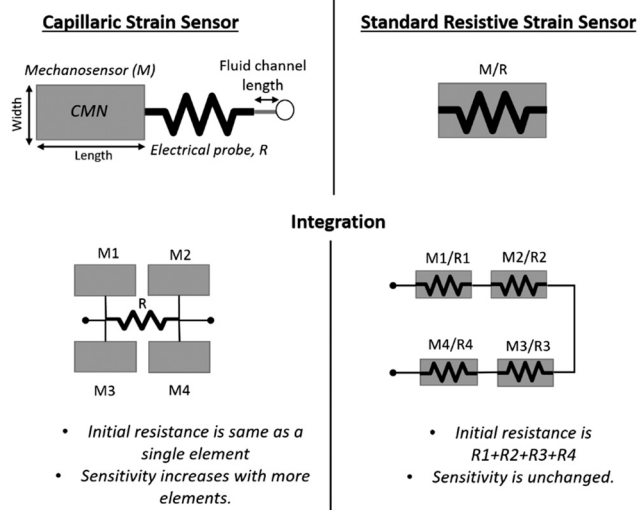 Capillaric Strain Sensor
Mechanosensor (M)
Fluid channel
length
Width
CMN
Length
Electrical probe, R
Standard Resistive Strain Sensor
M/R
Integration
M1
M2
R
M3
M4
• Initial resistance is same as a
single element
• Sensitivity increases with more
elements.
M1/R1
M2/R2
M4/R4
M3/R3
• Initial resistance is
R1+R2+R3+R4
• Sensitivity is unchanged.